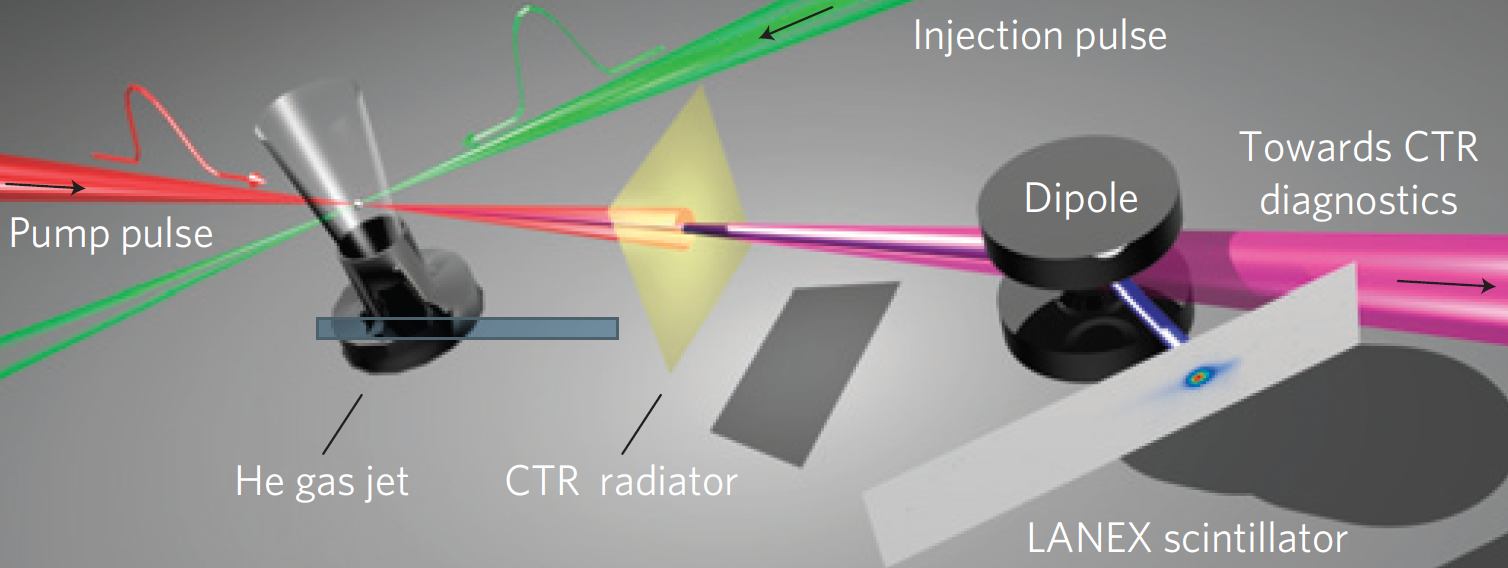 Injection pulse
Pump pulse
Dipole
Towards CTR
diagnostics
He gas jet
CTR radiator
LANEX scintillator